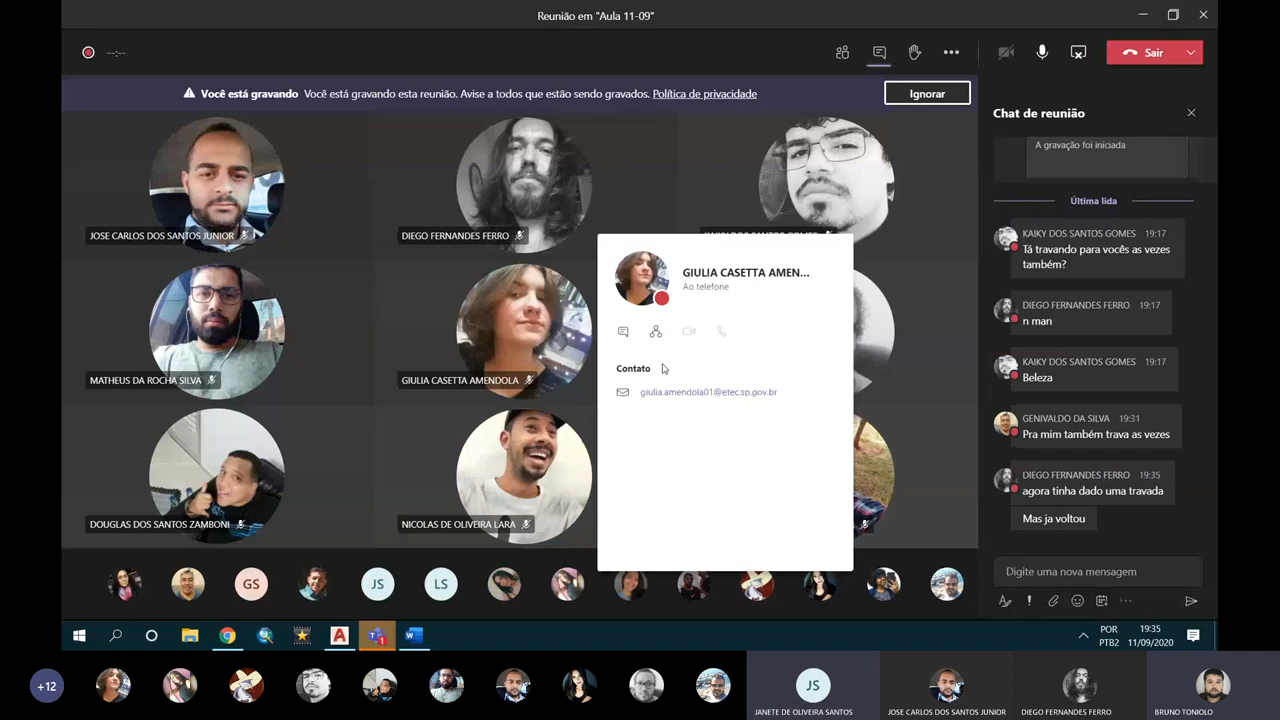 Reunião em "Aula 11-09"
--:--
Sair
Você está gravando Você está gravando esta reunião. Avise a todos que estão sendo gravados. Política de privacidade
Ignorar
Chat de reunião
A gravação foi iniciada
Última lida
KAIKY DOS SANTOS GOMES 19:17
Tá travando para vocês as vezes
também?
DIEGO FERNANDES FERRO 19:17
n man
KAIKY DOS SANTOS GOMES 19:17
Beleza
GENIVALDO DA SILVA 19:31
Pra mim também trava as vezes
DIEGO FERNANDES FERRO 19:35
agora tinha dado uma travada
Mas ja voltou
Digite uma nova mensagem
JOSE CARLOS DOS SANTOS JUNIOR
DIEGO FERNANDES FERRO
MATHEUS DA ROCHA SILVA
GIULIA CASETTA AMENDOLA
DOUGLAS DOS SANTOS ZAMBONI
NICOLAS DE OLIVEIRA LARA
GIULIA CASETTA AMEN...
Ao telefone
Contato
giulia.amendola01@etec.sp.gov.br
GS
JS
LS
POR
PTB2
19:35
11/09/2020
+12
JS
JANETE DE OLIVEIRA SANTOS
JOSE CARLOS DOS SANTOS JUNIOR
DIEGO FERNANDES FERRO
BRUNO TONIOLO